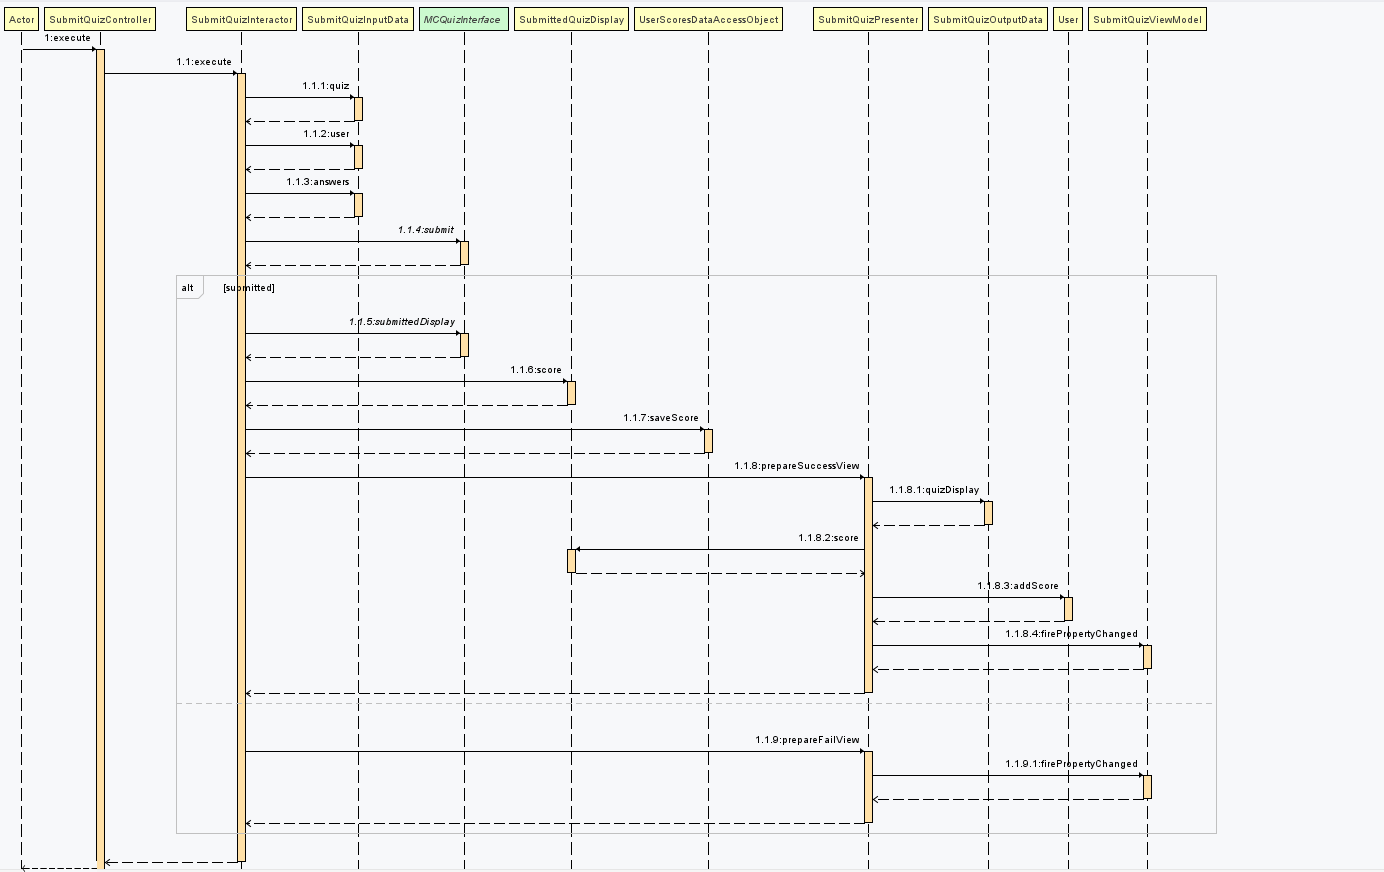 Actor
SubmitQuizController
SubmitQuizInteractor
SubmitQuizInputData
MCQuizInterface
SubmittedQuizDisplay
UserScoresDataAccessObject
SubmitQuizPresenter
SubmitQuizOutputData
User
SubmitQuizViewModel
1:execute
1.1:execute
1.1.1:quiz
1.1.2:user
1.1.3:answers
1.1.4:submit
alt
[submitted]
1.1.5:submittedDisplay
1.1.6:score
1.1.7:saveScore
1.1.8:prepareSuccessView
1.1.8.1:quizDisplay
1.1.8.2:score
1.1.8.3:addScore
1.1.8.4:firePropertyChanged
1.1.9:prepareFailView
1.1.9.1:firePropertyChanged